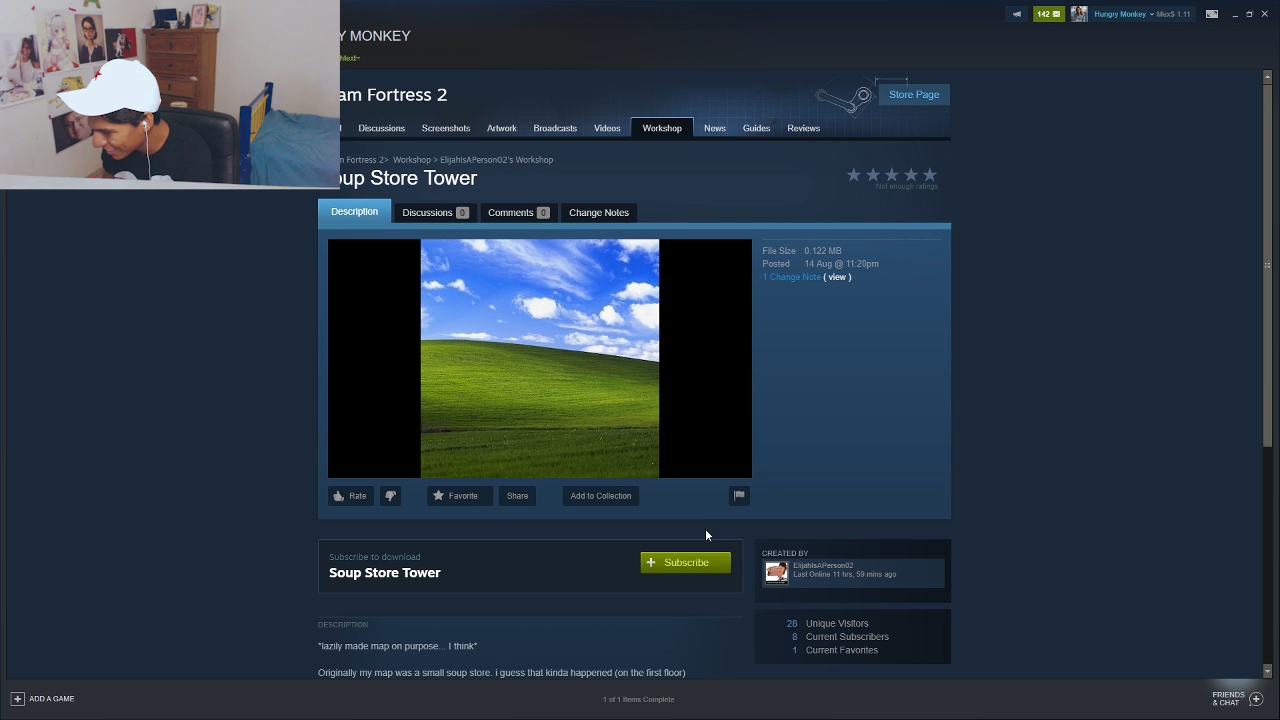 142
Hungry Monkey
Mex$ 1.11
Y MONKEY
am Fortress 2
Store Page
Discussions
Screenshots
Artwork
Broadcasts
Videos
Workshop
News
Guides
Reviews
m Fortress 2 > Workshop > ElijahIsAPerson02's Workshop
oup Store Tower
Not enough ratings
Description
Discussions 0
Comments 0
Change Notes
File Size 0.122 MB
Posted 14 Aug @ 11:20pm
1 Change Note ( view )
Rate
Favorite
Share
Add to Collection
Subscribe to download
Soup Store Tower
Subscribe
CREATED BY
ElijahIsAPerson02
Last Online 11 hrs, 59 mins ago
28 Unique Visitors
8 Current Subscribers
1 Current Favorites
DESCRIPTION
*lazily made map on purpose... I think*
Originally my map was a small soup store. i guess that kinda happened (on the first floor)
ADD A GAME
1 of 1 Items Complete
FRIENDS
& CHAT